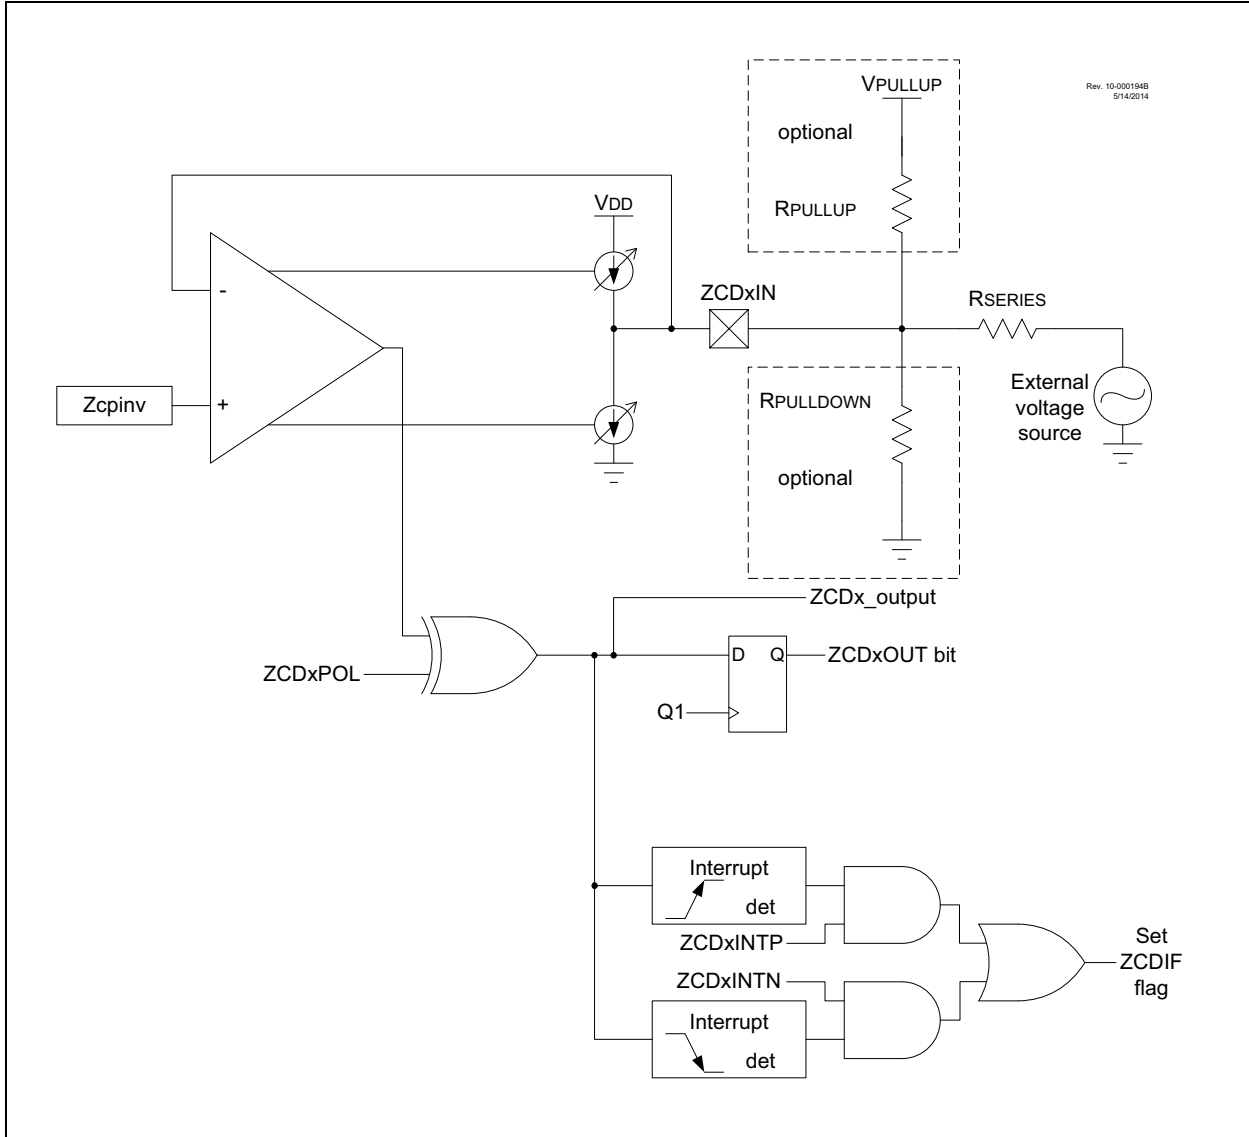 VPULLUP
Rev. 10-000194B
5/14/2014
optional
RPULLUP
VDD
ZCDxIN
RSERIES
-
Zcpinv
+
RPULLDOWN
External
voltage
source
optional
ZCDx_output
D Q
ZCDxOUT bit
ZCDxPOL
Q1
Interrupt
det
ZCDxINTP
ZCDxINTN
Set
ZCDIF
flag
Interrupt
det